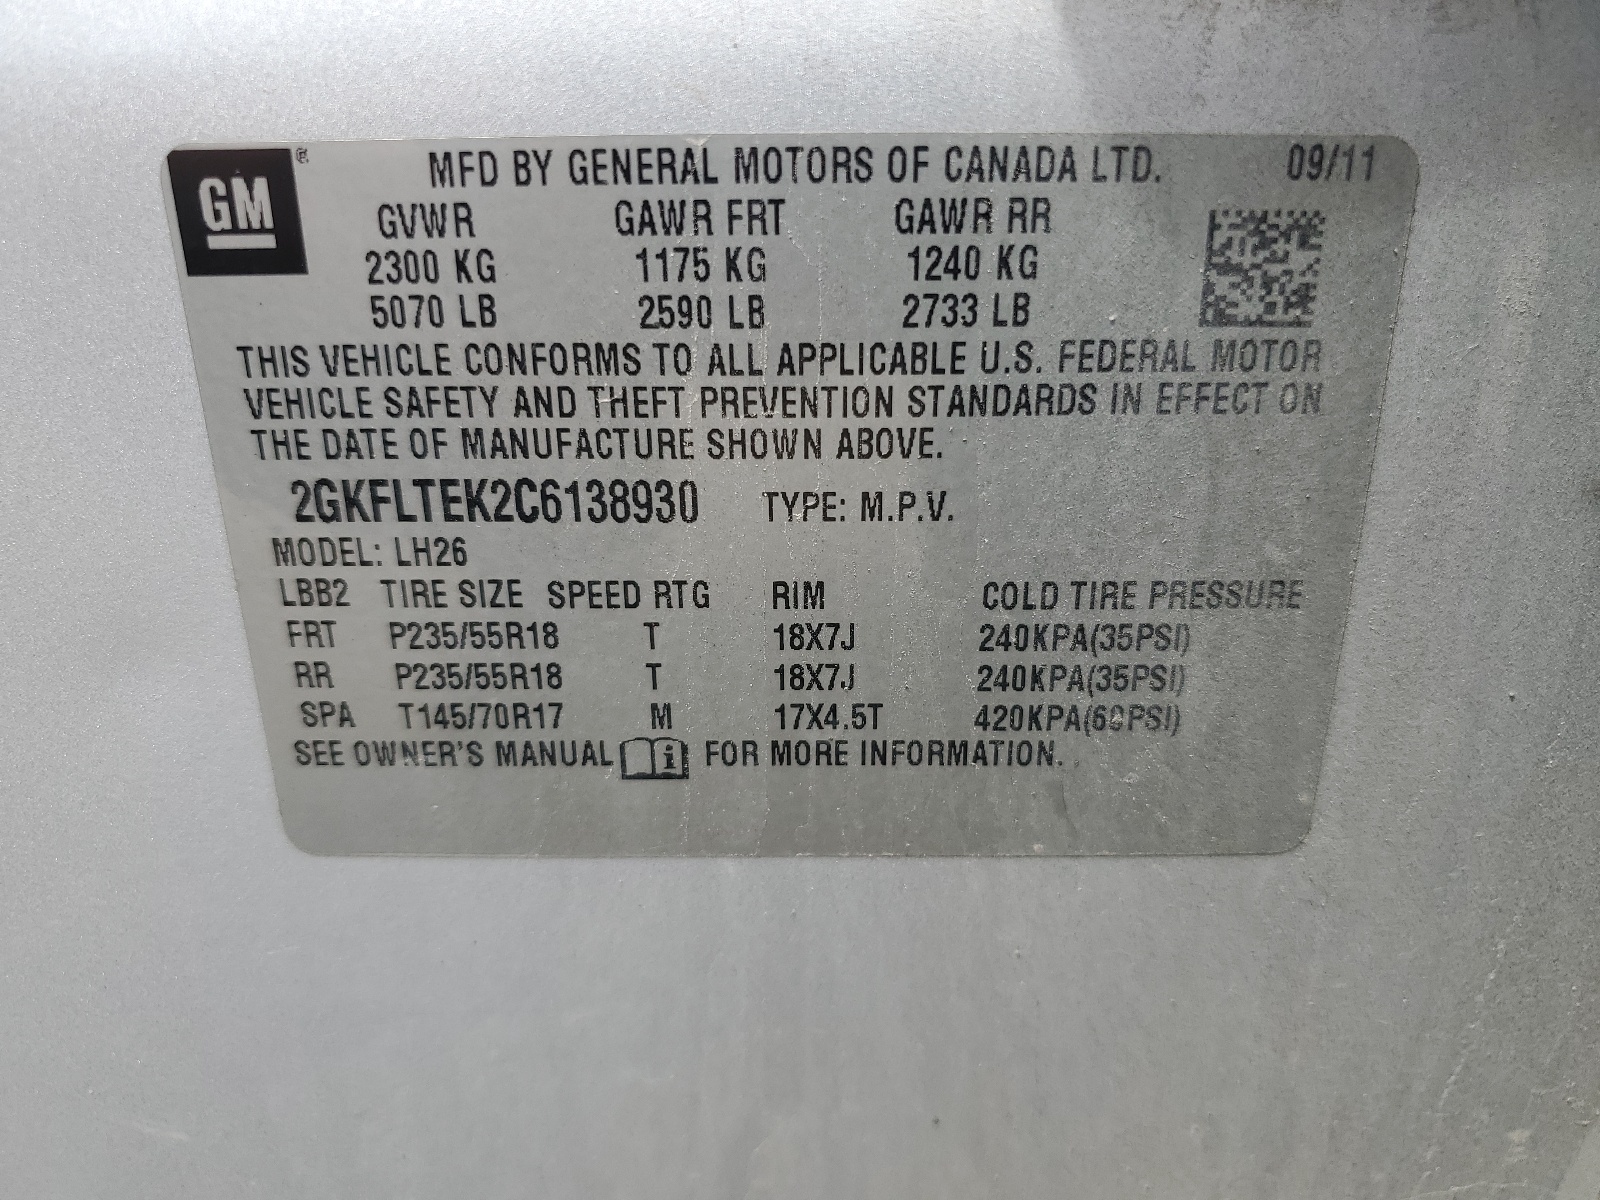 GM ® MFD BY GENERAL MOTORS OF CANADA LTD. 09/11
GVWR GAWR FRT GAWR RR
2300 KG 1175 KG 1240 KG
5070 LB 2590 LB 2733 LB
THIS VEHICLE CONFORMS TO ALL APPLICABLE U.S. FEDERAL MOTOR
VEHICLE SAFETY AND THEFT PREVENTION STANDARDS IN EFFECT ON
THE DATE OF MANUFACTURE SHOWN ABOVE.
2GKFLTEK2C6138930 TYPE: M.P.V.
MODEL: LH26
LBB2 TIRE SIZE SPEED RTG RIM COLD TIRE PRESSURE
FRT P235/55R18 T 18X7J 240KPA(35PSI)
RR P235/55R18 T 18X7J 240KPA(35PSI)
SPA T145/70R17 M 17X4.5T 420KPA(60PSI)
SEE OWNER'S MANUAL i FOR MORE INFORMATION.